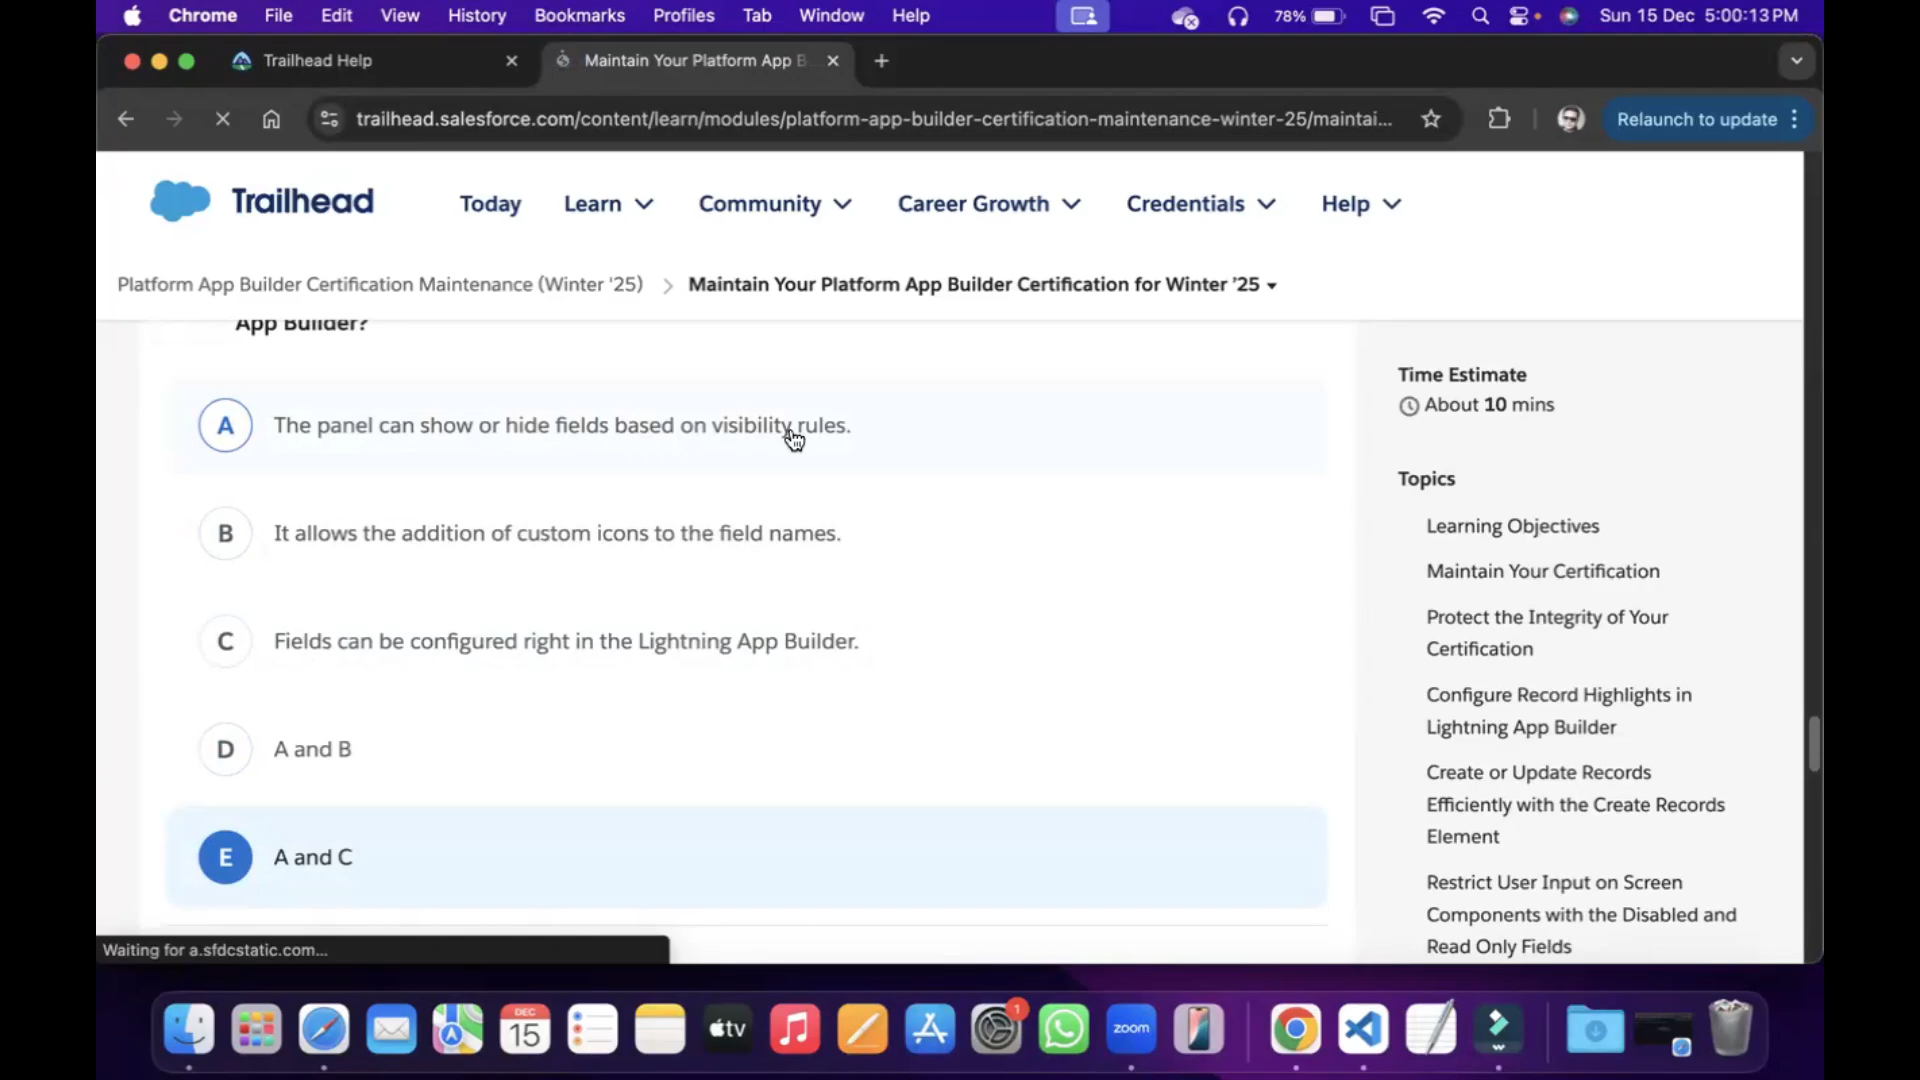 Chrome File Edit View History Bookmarks Profiles Tab Window Help 78% Sun 15 Dec 5:00:13 PM
Trailhead Help
Maintain Your Platform App B
trailhead.salesforce.com/content/learn/modules/platform-app-builder-certification-maintenance-winter-25/maintai...
Relaunch to update
Trailhead
Today Learn Community Career Growth Credentials Help
Platform App Builder Certification Maintenance (Winter '25) > Maintain Your Platform App Builder Certification for Winter '25
App Builder?
A The panel can show or hide fields based on visibility rules.
B It allows the addition of custom icons to the field names.
C Fields can be configured right in the Lightning App Builder.
D A and B
E A and C
Time Estimate
About 10 mins
Topics
Learning Objectives
Maintain Your Certification
Protect the Integrity of Your
Certification
Configure Record Highlights in
Lightning App Builder
Create or Update Records
Efficiently with the Create Records
Element
Restrict User Input on Screen
Components with the Disabled and
Read Only Fields
Waiting for a.sfdcstatic.com...
DEC
15
tv
1
zoom